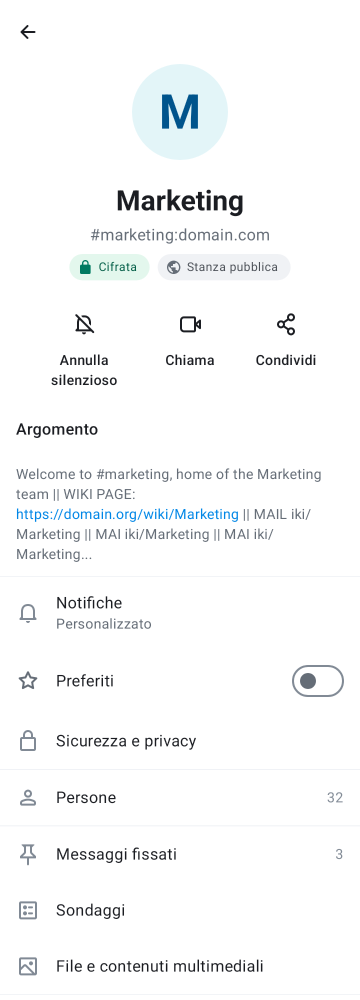 M
Marketing
#marketing:domain.com
Cifrata
Stanza pubblica
Annulla
silenzioso
Chiama
Condividi
Argomento
Welcome to #marketing, home of the Marketing
team || WIKI PAGE:
https://domain.org/wiki/Marketing || MAIL iki/
Marketing || MAI iki/Marketing || MAI iki/
Marketing...
Notifiche
Personalizzato
Preferiti
Sicurezza e privacy
Persone 32
Messaggi fissati 3
Sondaggi
File e contenuti multimediali